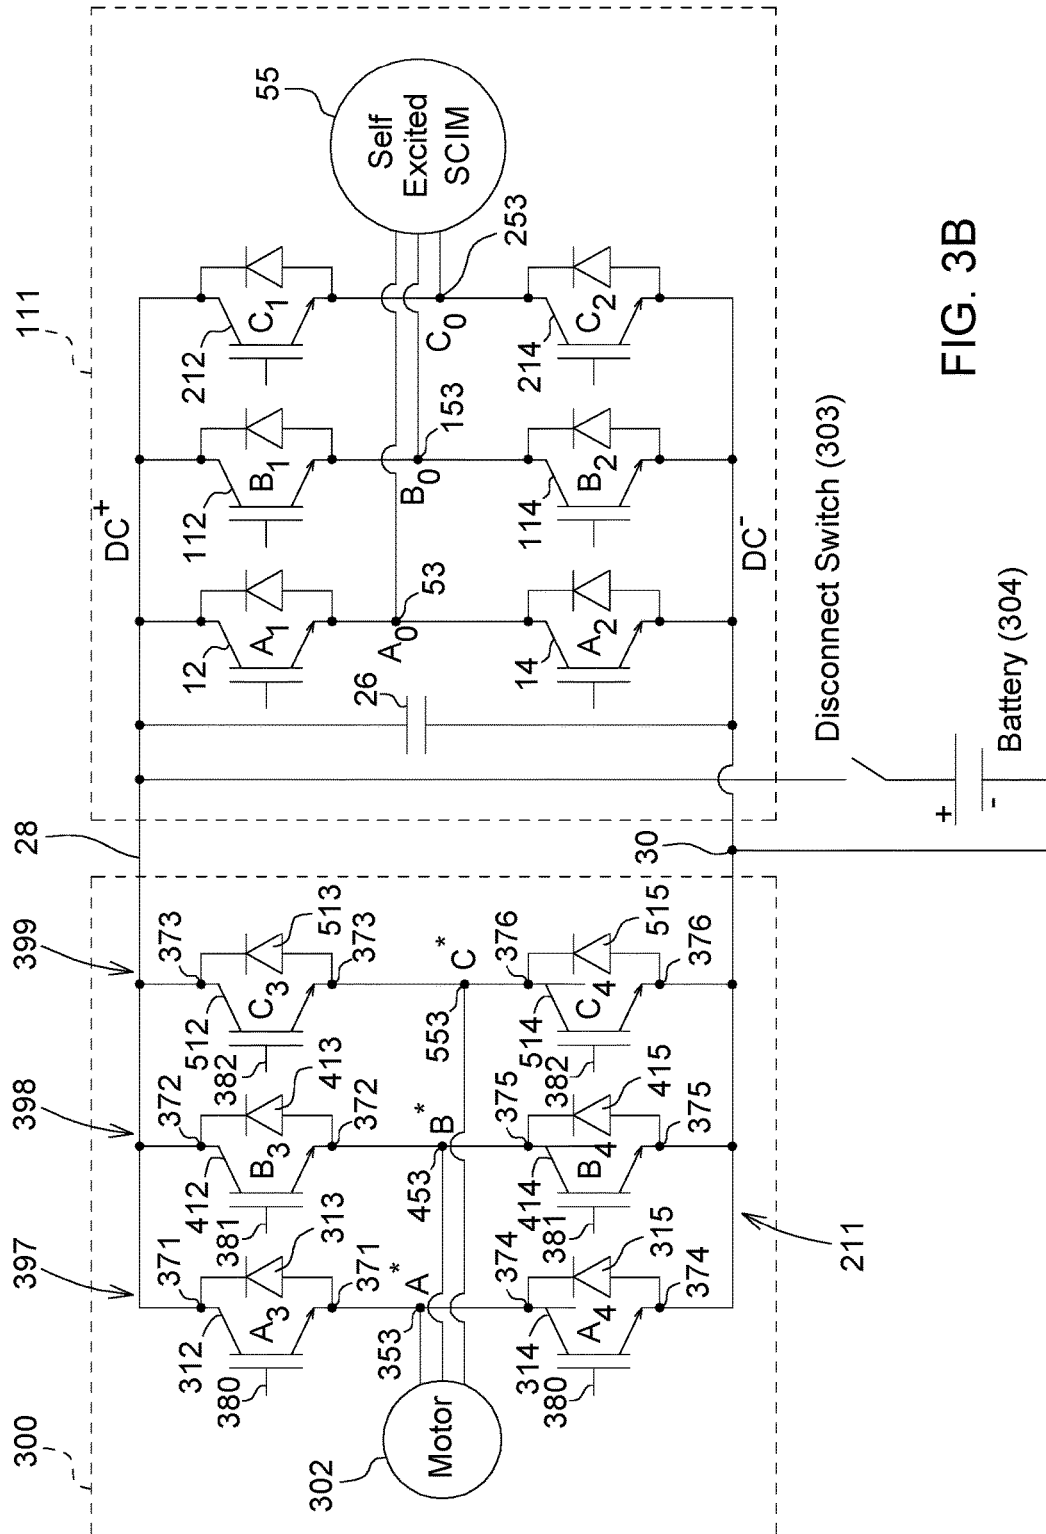 300
397
398
399
28
111
DC+
371
372
373
312
A3
313
380
412
B3
413
381
512
C3
513
382
371
372
373
12
A1
112
B1
212
C1
55
Self
Excited
SCIM
302
Motor
353
A*
453
B*
553
C*
26
A0
53
B0
153
C0
253
374
375
376
314
A4
315
380
414
B4
415
381
514
C4
515
382
374
375
376
14
A2
114
B2
214
C2
211
30
DC-
Disconnect Switch (303)
+
-
Battery (304)
FIG. 3B